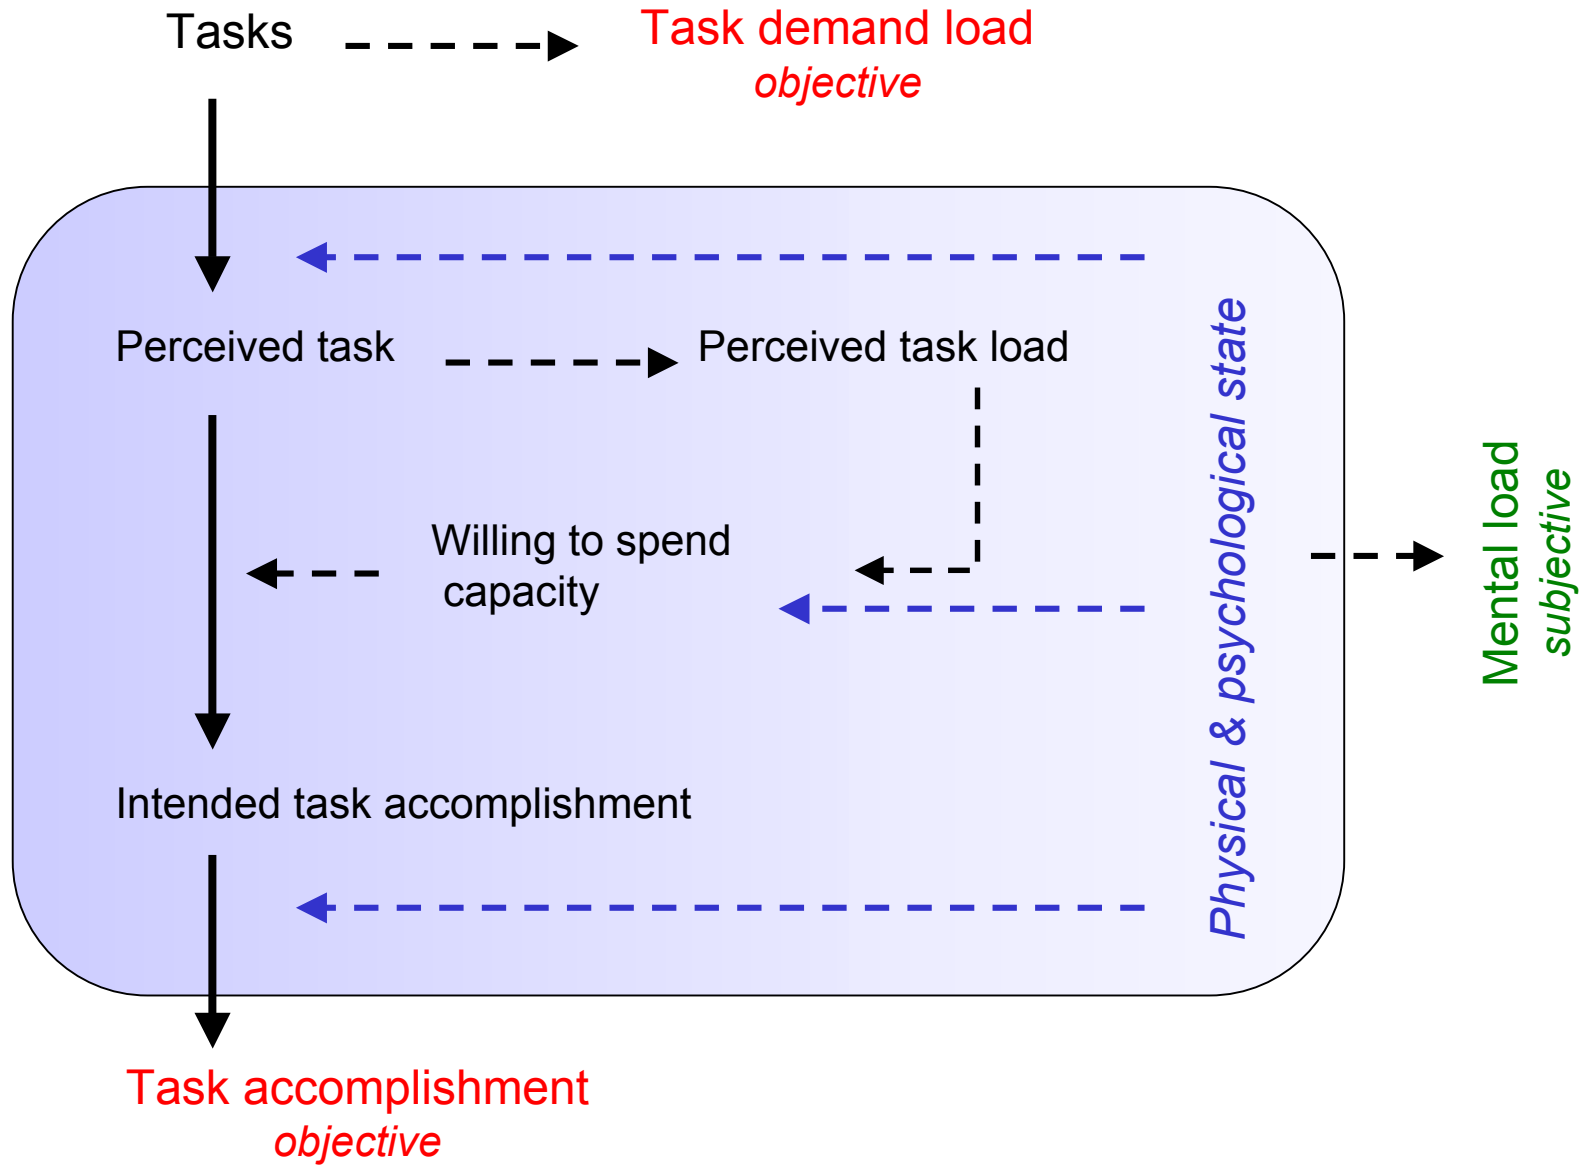 Tasks
Task demand load
objective
Perceived task
Perceived task load
Willing to spend
capacity
Intended task accomplishment
Physical & psychological state
Mental load
subjective
Task accomplishment
objective